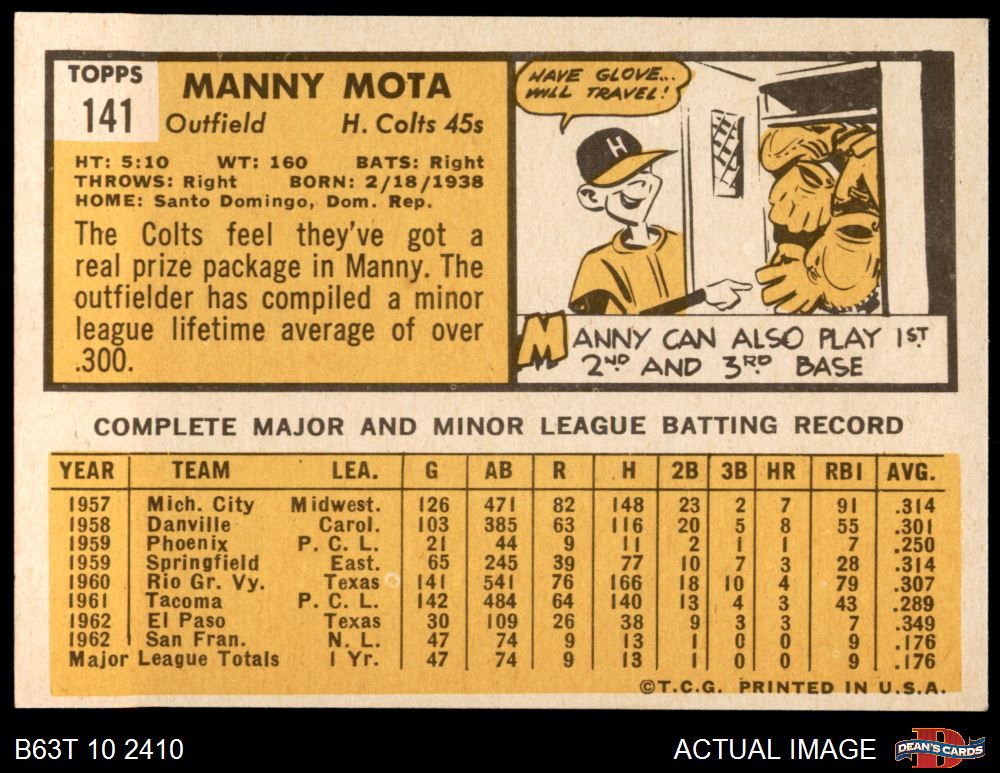 TOPPS
141
MANNY MOTA
Outfield H. Colts 45s
HT: 5:10 WT: 160 BATS: Right
THROWS: Right BORN: 2/18/1938
HOME: Santo Domingo, Dom. Rep.
The Colts feel they've got a
real prize package in Manny. The
outfielder has compiled a minor
league lifetime average of over
.300.
HAVE GLOVE...
WILL TRAVEL!
H
MANNY CAN ALSO PLAY 1ST
2ND AND 3RD BASE
COMPLETE MAJOR AND MINOR LEAGUE BATTING RECORD
YEAR TEAM LEA. G AB R H 2B 3B HR RBI AVG.
1957 Mich. City Midwest. 126 471 82 148 23 2 7 91 .314
1958 Danville Carol. 103 385 63 116 20 5 8 55 .301
1959 Phoenix P. C. L. 21 44 9 11 2 1 1 7 .250
1959 Springfield East. 65 245 39 77 10 7 3 28 .314
1960 Rio Gr. Vy. Texas 141 541 76 166 18 10 4 79 .307
1961 Tacoma P. C. L. 142 484 64 140 13 4 3 43 .289
1962 El Paso Texas 30 109 26 38 9 3 3 7 .349
1962 San Fran. N. L. 47 74 9 13 1 0 0 9 .176
Major League Totals 1 Yr. 47 74 9 13 1 0 0 9 .176
©T.C.G. PRINTED IN U.S.A.
B63T 10 2410
ACTUAL IMAGE
D
DEAN'S CARDS